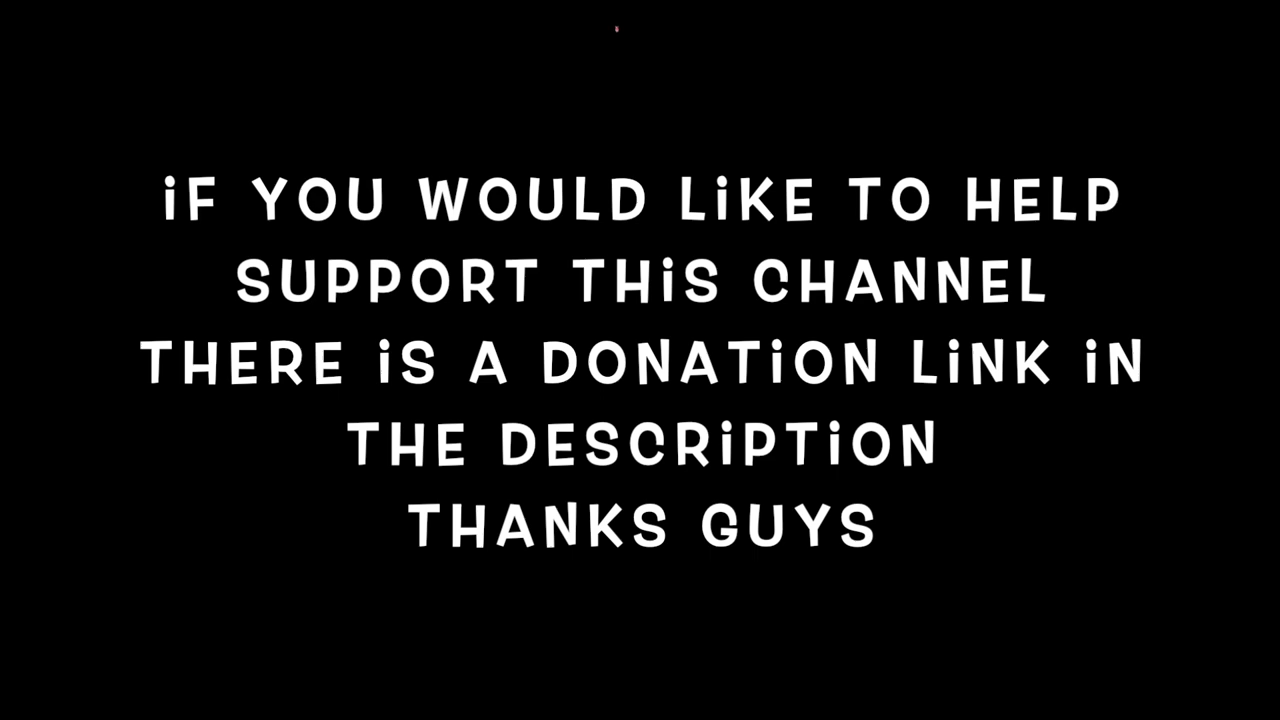 iF YOU WOULD LiKE TO HELP
SUPPORT THiS CHANNEL
THERE iS A DONATiON LiNK iN
THE DESCRiPTiON
THANKS GUYS